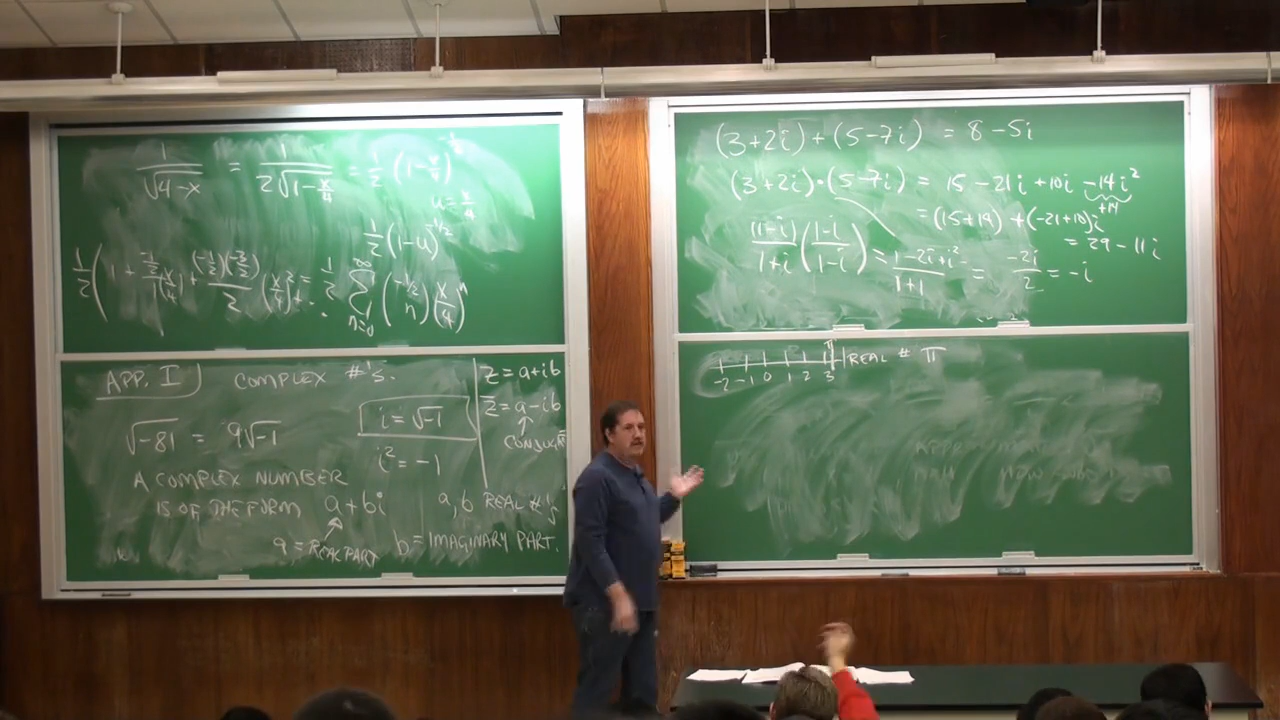 1/√(4-x) = 1/(2√(1-x/4)) = 1/2 (1-x/4)^(-1/2)
u = x/4
1/2 (1-u)^(-1/2)
1/2 (1 + (-1/2)/1 (x/4) + (-1/2)(-3/2)/2 (x/4)^2 + .. = 1/2 ∑_{n=0}^∞ (-1/2 n) (x/4)^n
APP. I) COMPLEX #'S.
√-81 = 9√-1
i = √-1
i² = -1
z = a+ib
z̄ = a-ib
CONJUGATE
A COMPLEX NUMBER
IS OF THE FORM a+bi a,b REAL #'s
a = REAL PART b = IMAGINARY PART.
(3+2i)+(5-7i) = 8-5i
(3+2i)•(5-7i) = 15-21i+10i-14i²
+14
= (15+14)+(-21+10)i
= 29-11i
(1-i)/(1+i) ((1-i)/(1-i)) = (1-2i+i²)/(1+1) = -2i/2 = -i
π REAL # π
-2 -1 0 1 2 3